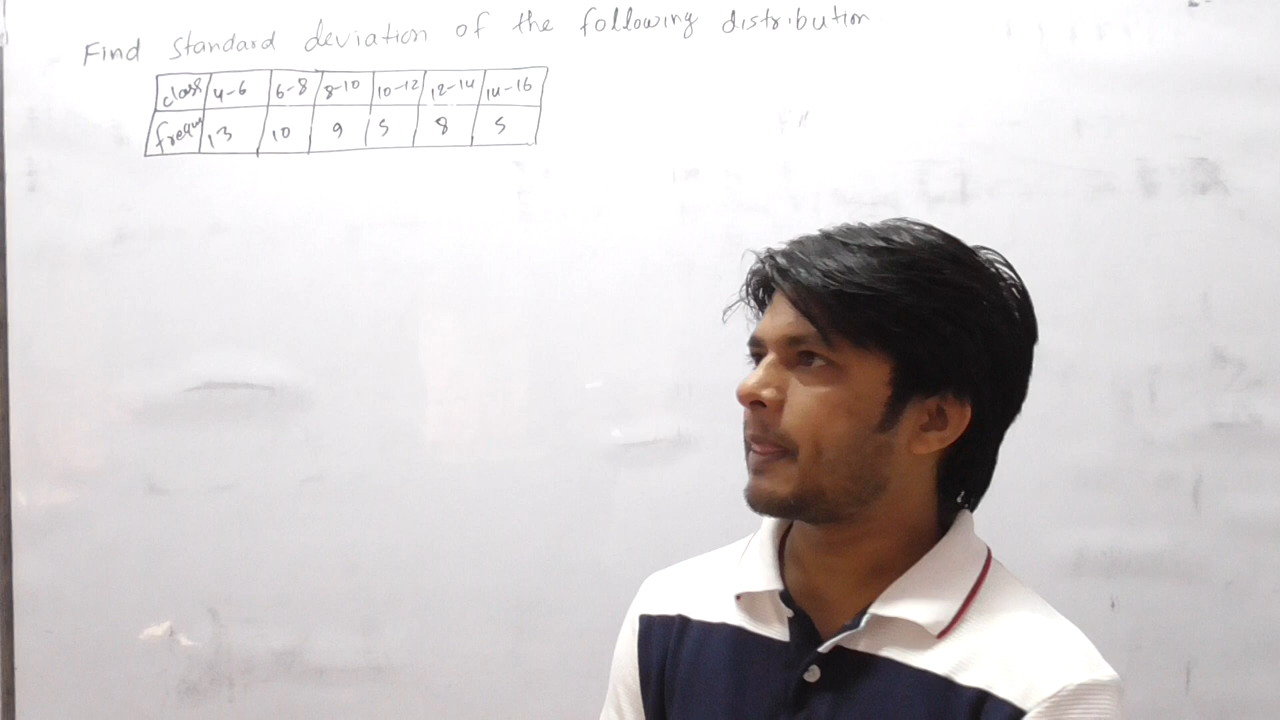 Find standard deviation of the following distribution
class 4-6 6-8 8-10 10-12 12-14 14-16
frequ 13 10 9 5 8 5